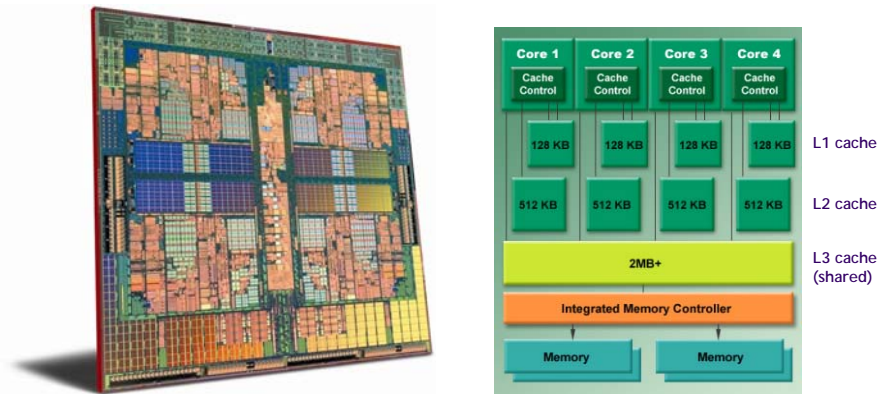 Core 1 Core 2 Core 3 Core 4
Cache Cache Cache Cache
Control Control Control Control
128 KB 128 KB 128 KB 128 KB L1 cache
512 KB 512 KB 512 KB 512 KB L2 cache
2MB+ L3 cache
(shared)
Integrated Memory Controller
Memory Memory